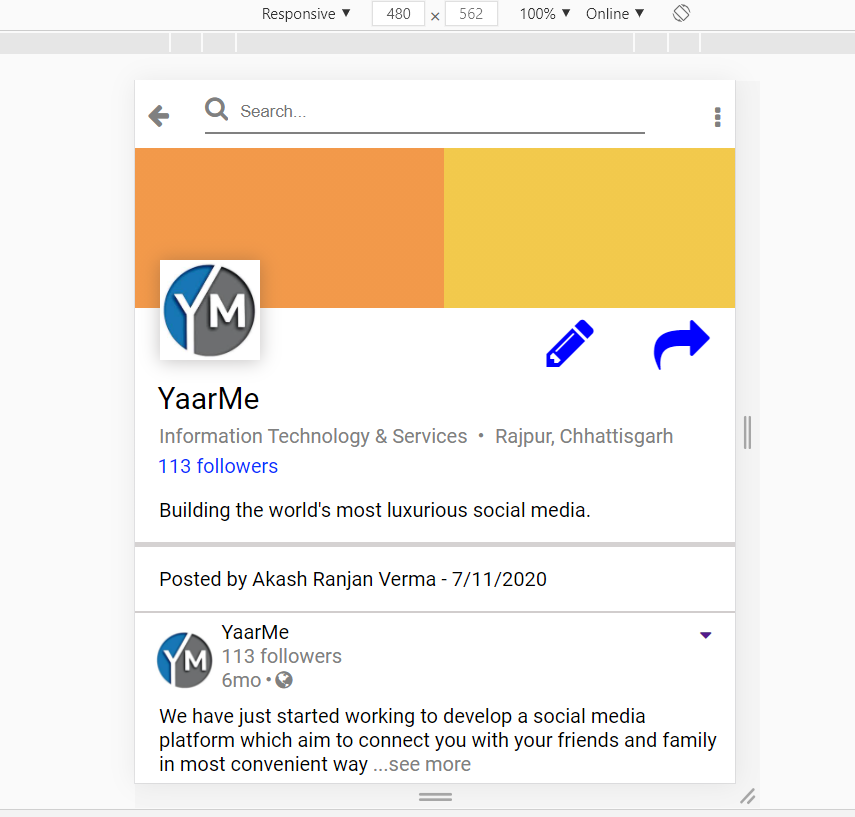 Responsive ▼ 480 × 562 100% ▼ Online ▼
Search...
YM
YaarMe
Information Technology & Services • Rajpur, Chhattisgarh
113 followers
Building the world's most luxurious social media.
Posted by Akash Ranjan Verma - 7/11/2020
YM
YaarMe
113 followers
6mo •
We have just started working to develop a social media
platform which aim to connect you with your friends and family
in most convenient way ...see more